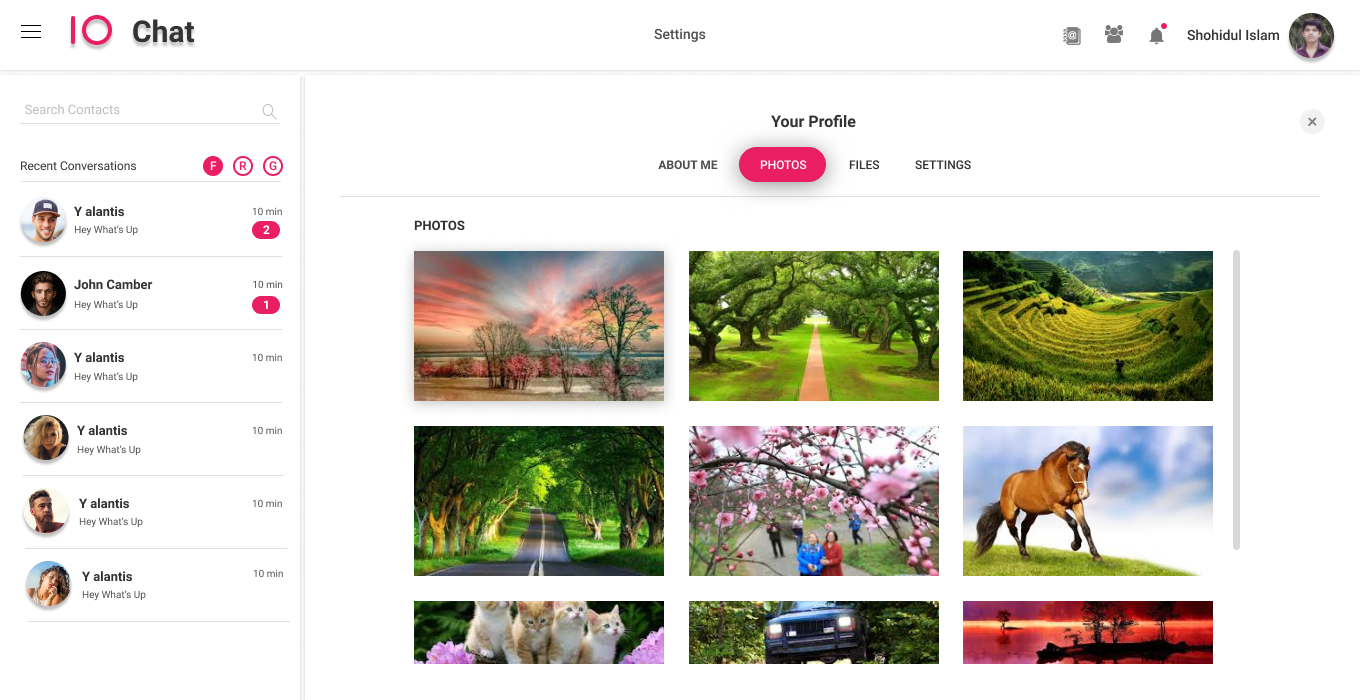 IO Chat
Settings
Shohidul Islam
Search Contacts
Recent Conversations F R G
Y alantis 10 min
Hey What's Up 2
John Camber 10 min
Hey What's Up 1
Y alantis 10 min
Hey What's Up
Y alantis 10 min
Hey What's Up
Y alantis 10 min
Hey What's Up
Y alantis 10 min
Hey What's Up
Your Profile
ABOUT ME PHOTOS FILES SETTINGS
PHOTOS